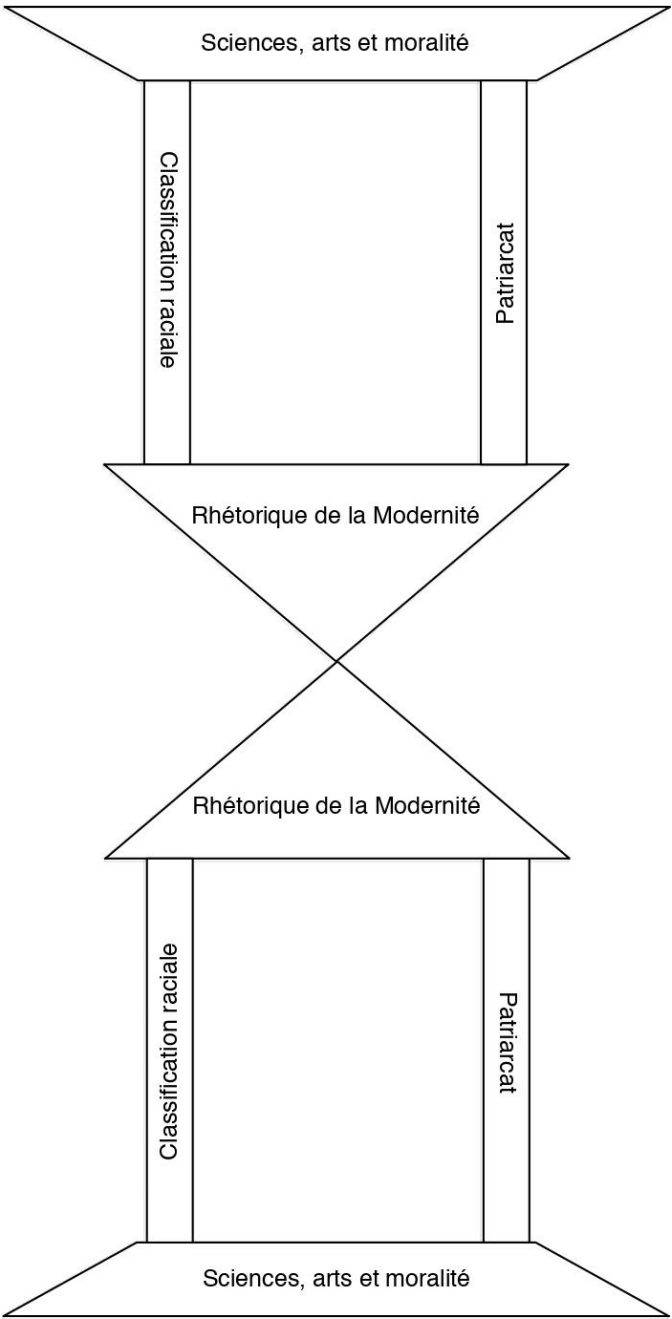 Sciences, arts et moralité
Classification raciale
Patriarcat
Rhétorique de la Modernité
Rhétorique de la Modernité
Classification raciale
Patriarcat
Sciences, arts et moralité